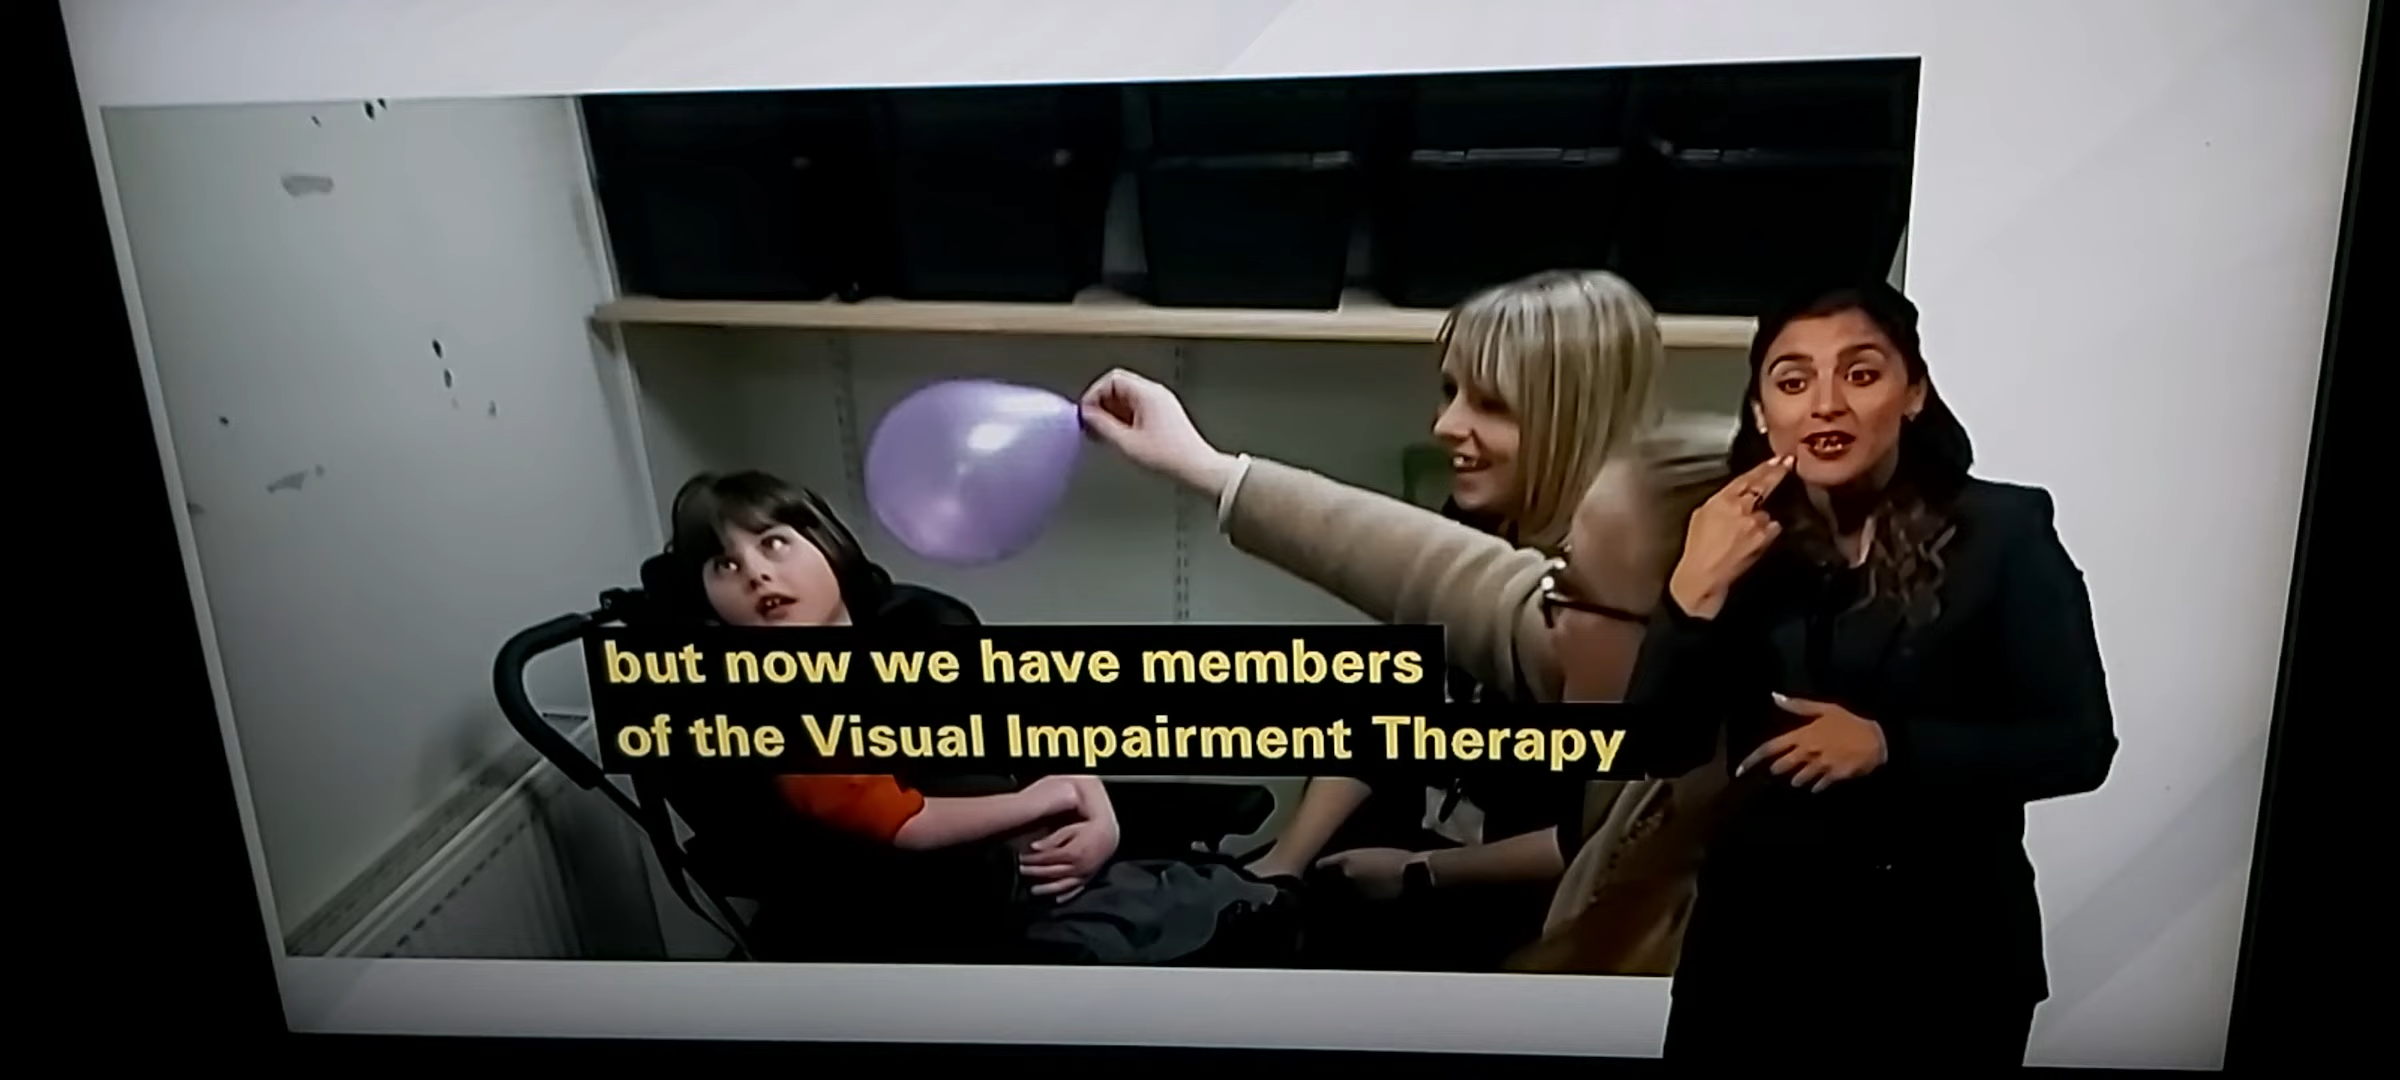 but now we have members
of the Visual Impairment Therapy